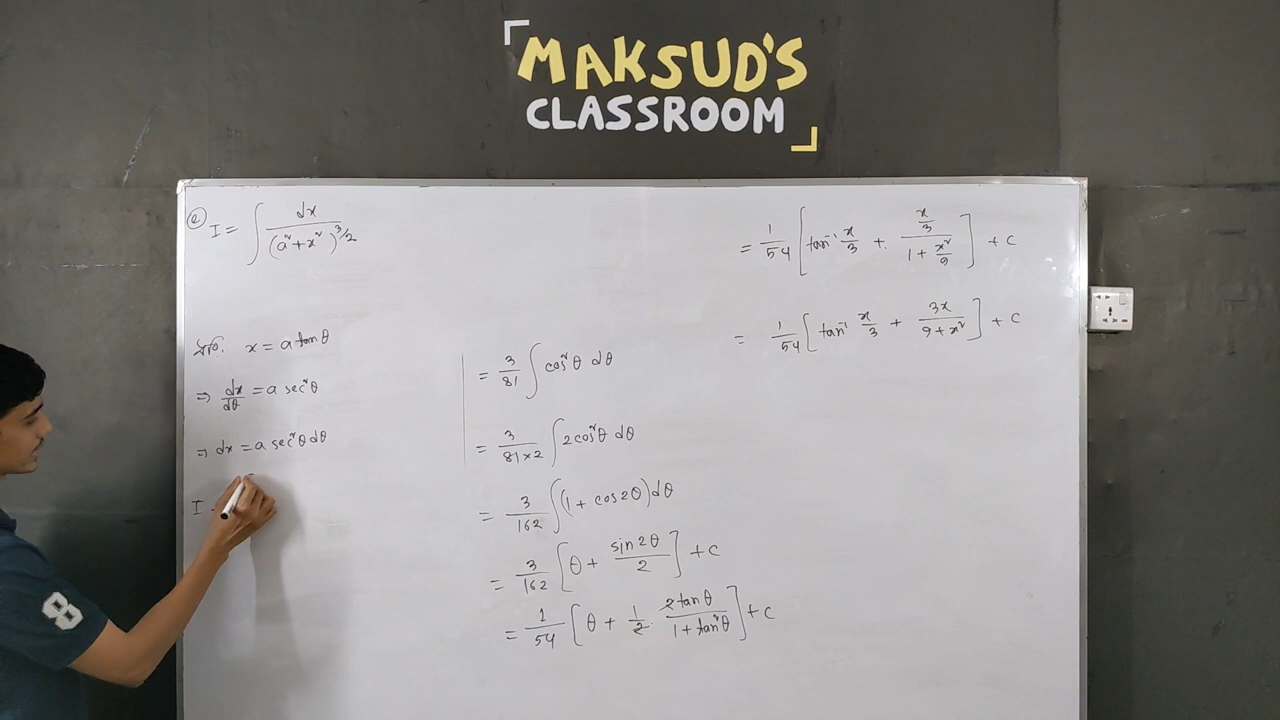 MAKSUD'S
CLASSROOM
② I = ∫ dx / (a² + x²)^3/2
ধরি, x = a tanθ
⇒ dx/dθ = a sec²θ
⇒ dx = a sec²θ dθ
I
= 3/81 ∫ cos²θ dθ
= 3/(81×2) ∫ 2cos²θ dθ
= 3/162 ∫ (1 + cos2θ) dθ
= 3/162 [θ + sin2θ/2] + c
= 1/54 [θ + 1/2 · 2tanθ/(1 + tan²θ)] + c
= 1/54 [tan⁻¹ x/3 + (x/3)/(1 + x²/9)] + c
= 1/54 [tan⁻¹ x/3 + 3x/(9 + x²)] + c
8